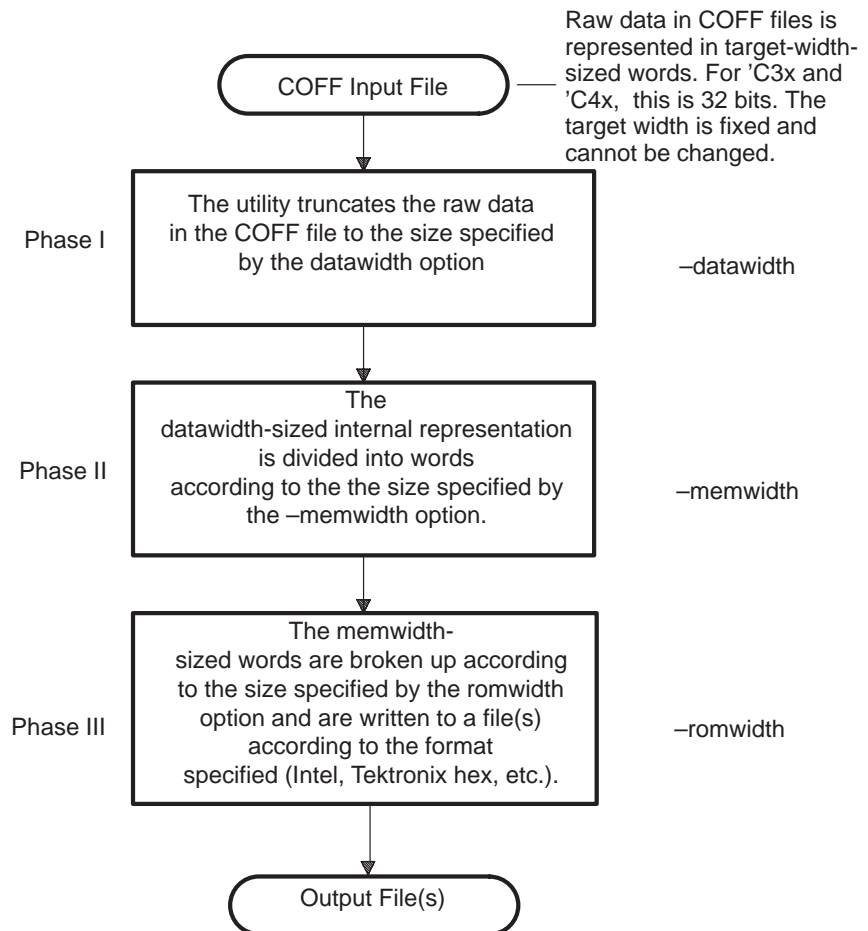 Raw data in COFF files is
represented in target-width-
sized words. For ’C3x and
’C4x, this is 32 bits. The
target width is fixed and
cannot be changed.
COFF Input File
Phase I
The utility truncates the raw data
in the COFF file to the size specified
by the datawidth option
–datawidth
Phase II
The
datawidth-sized internal representation
is divided into words
according to the the size specified by
the –memwidth option.
–memwidth
Phase III
The memwidth-
sized words are broken up according
to the size specified by the romwidth
option and are written to a file(s)
according to the format
specified (Intel, Tektronix hex, etc.).
–romwidth
Output File(s)